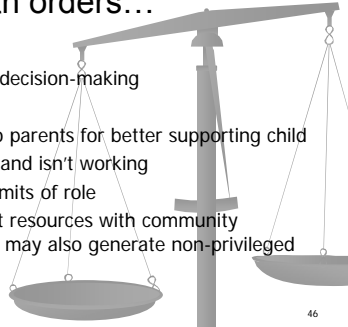 n orders…
decision-making
parents for better supporting child
and isn't working
mits of role
t resources with community
may also generate non-privileged
46